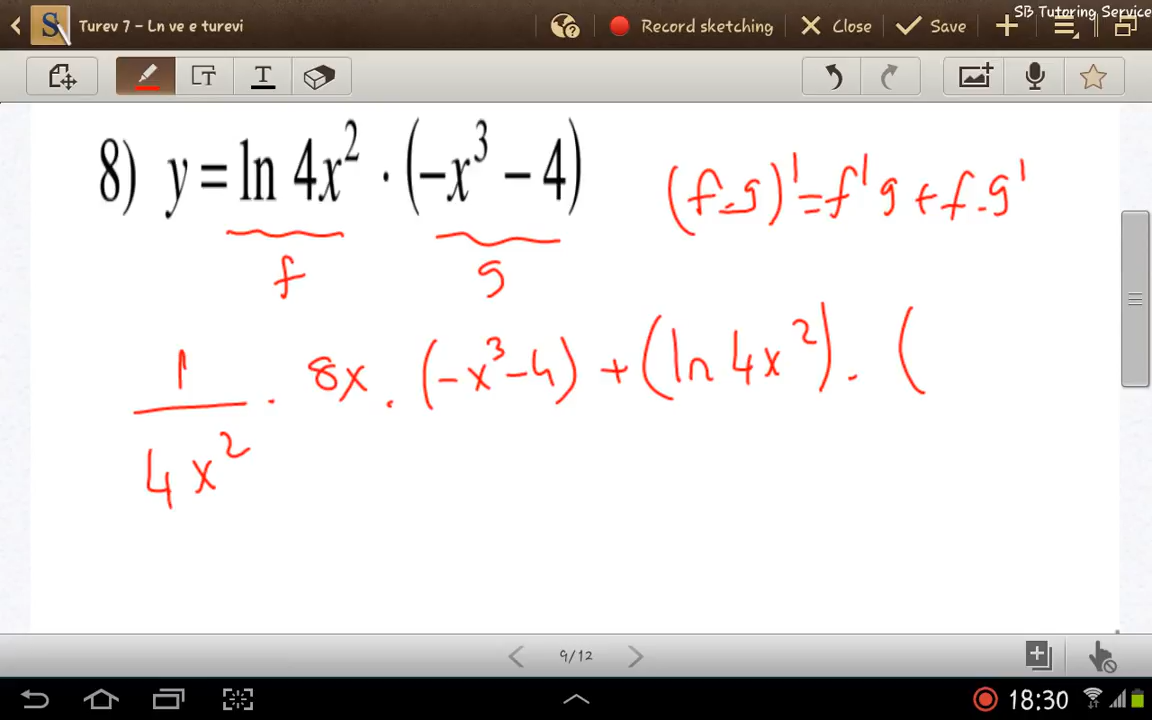 SB Tutoring Service
Turev 7 - Ln ve e turevi Record sketching Close Save
8) y = ln 4x² · (−x³ − 4) (f.g)' = f' g + f.g'
f g
1/4x² . 8x . (-x³-4) + (ln 4x²) . (
9/12
18:30